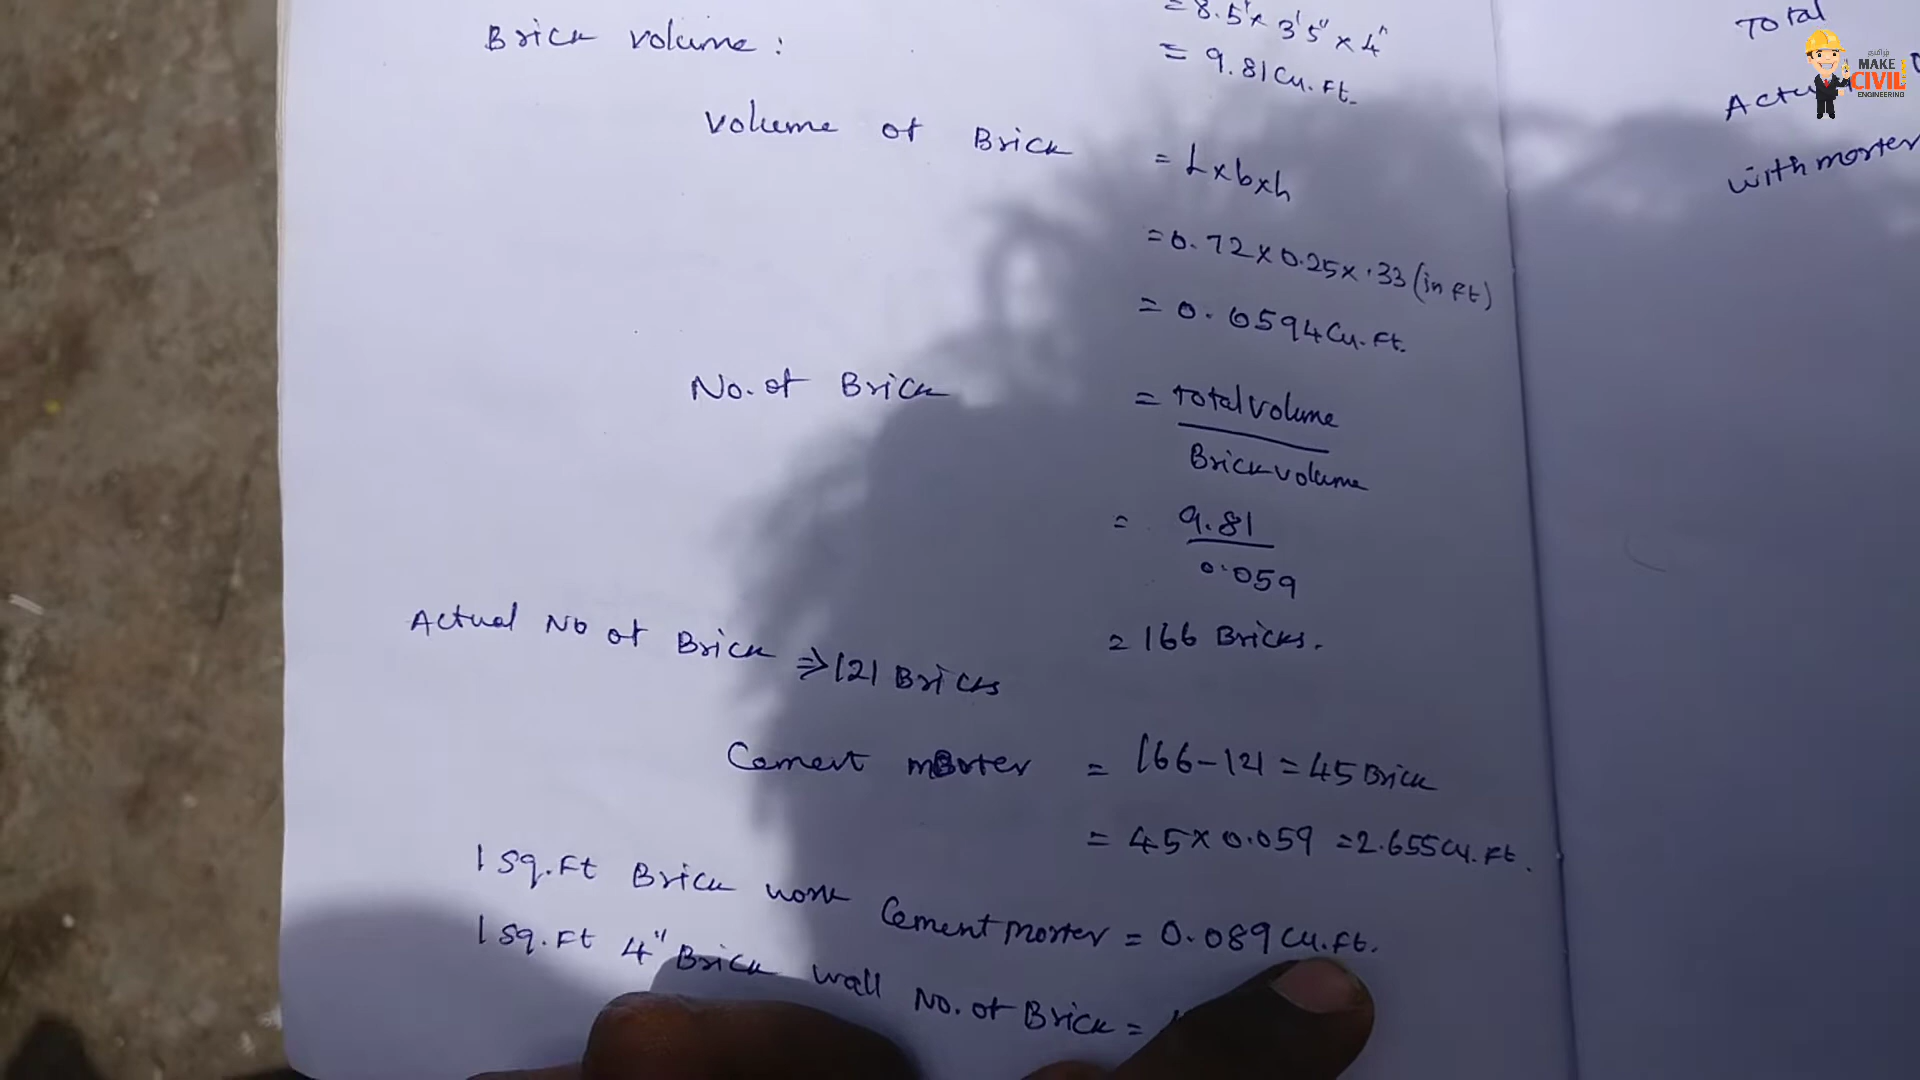 = 8.5' x 3'5" x 4"
Brick volume :
= 9.81 Cu. Ft.
Volume of Brick = L x b x h
= 0.72 x 0.25 x .33 (in Ft)
= 0.0594 Cu. Ft.
No. of Brick = Total volume
Brick volume
= 9.81
0.059
= 166 Bricks.
Actual No of Brick ⇒ 121 Bricks
Cement morter = 166 - 121 = 45 Brick
= 45 x 0.059 = 2.655 Cu. Ft.
1 Sq. Ft Brick work Cement morter = 0.089 Cu. Ft.
1 Sq. Ft 4" Brick wall No. of Brick =
Total
Actu
with morter
தமிழ்
MAKE
CIVIL
ENGINEERING